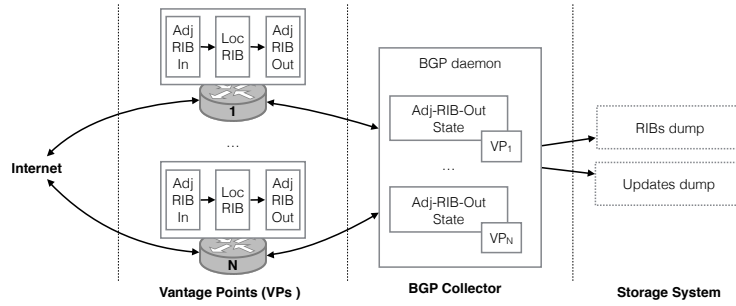 Adj RIB In
Loc RIB
Adj RIB Out
1
...
Internet
Adj RIB In
Loc RIB
Adj RIB Out
N
Vantage Points (VPs )
BGP daemon
Adj-RIB-Out State
VP1
...
Adj-RIB-Out State
VPN
BGP Collector
RIBs dump
Updates dump
Storage System